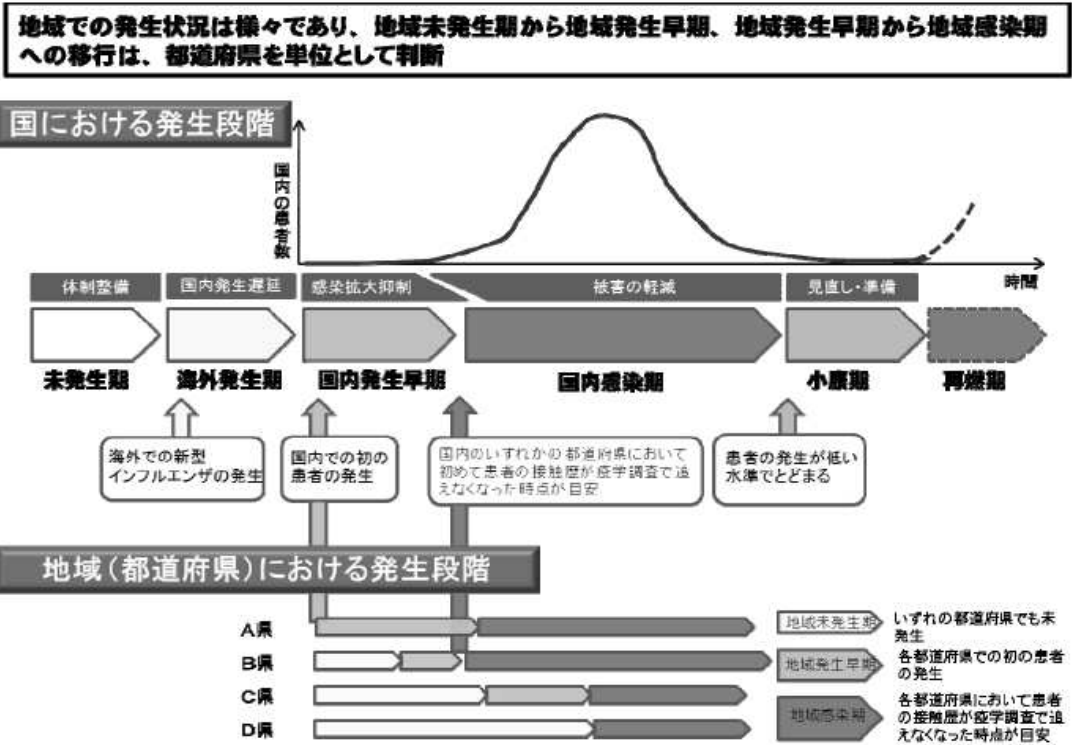 地域での発生状況は様々であり、地域未発生期から地域発生早期、地域発生早期から地域感染期
への移行は、都道府県を単位として判断
国における発生段階
国内の患者数
時間
体制整備
国内発生遅延
感染拡大抑制
被害の軽減
見直し・準備
未発生期
海外発生期
国内発生早期
国内感染期
小康期
再燃期
海外での新型
インフルエンザの発生
国内での初の
患者の発生
国内のいずれかの都道府県において
初めて患者の接触歴が疫学調査で追
えなくなった時点が目安
患者の発生が低い
水準でとどまる
地域（都道府県）における発生段階
A県
B県
C県
D県
地域未発生期
いずれの都道府県でも未
発生
地域発生早期
各都道府県での初の患者
の発生
地域感染期
各都道府県において患者
の接触歴が疫学調査で追
えなくなった時点が目安